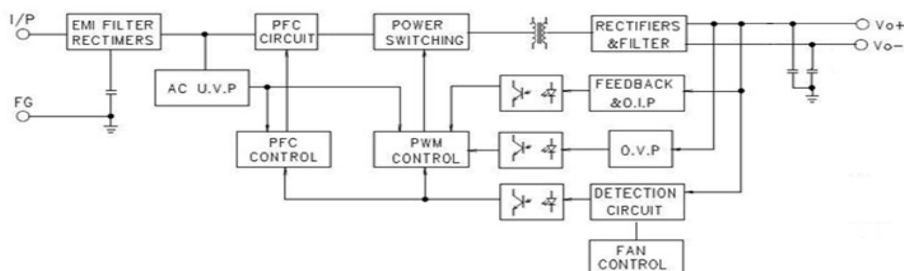 I/P
EMI FILTER
RECTIMERS
PFC
CIRCUIT
POWER
SWITCHING
RECTIFIERS
&FILTER
Vo+
Vo-
AC U.V.P
FEEDBACK
&O.I.P
FG
PFC
CONTROL
PWM
CONTROL
O.V.P
DETECTION
CIRCUIT
FAN
CONTROL